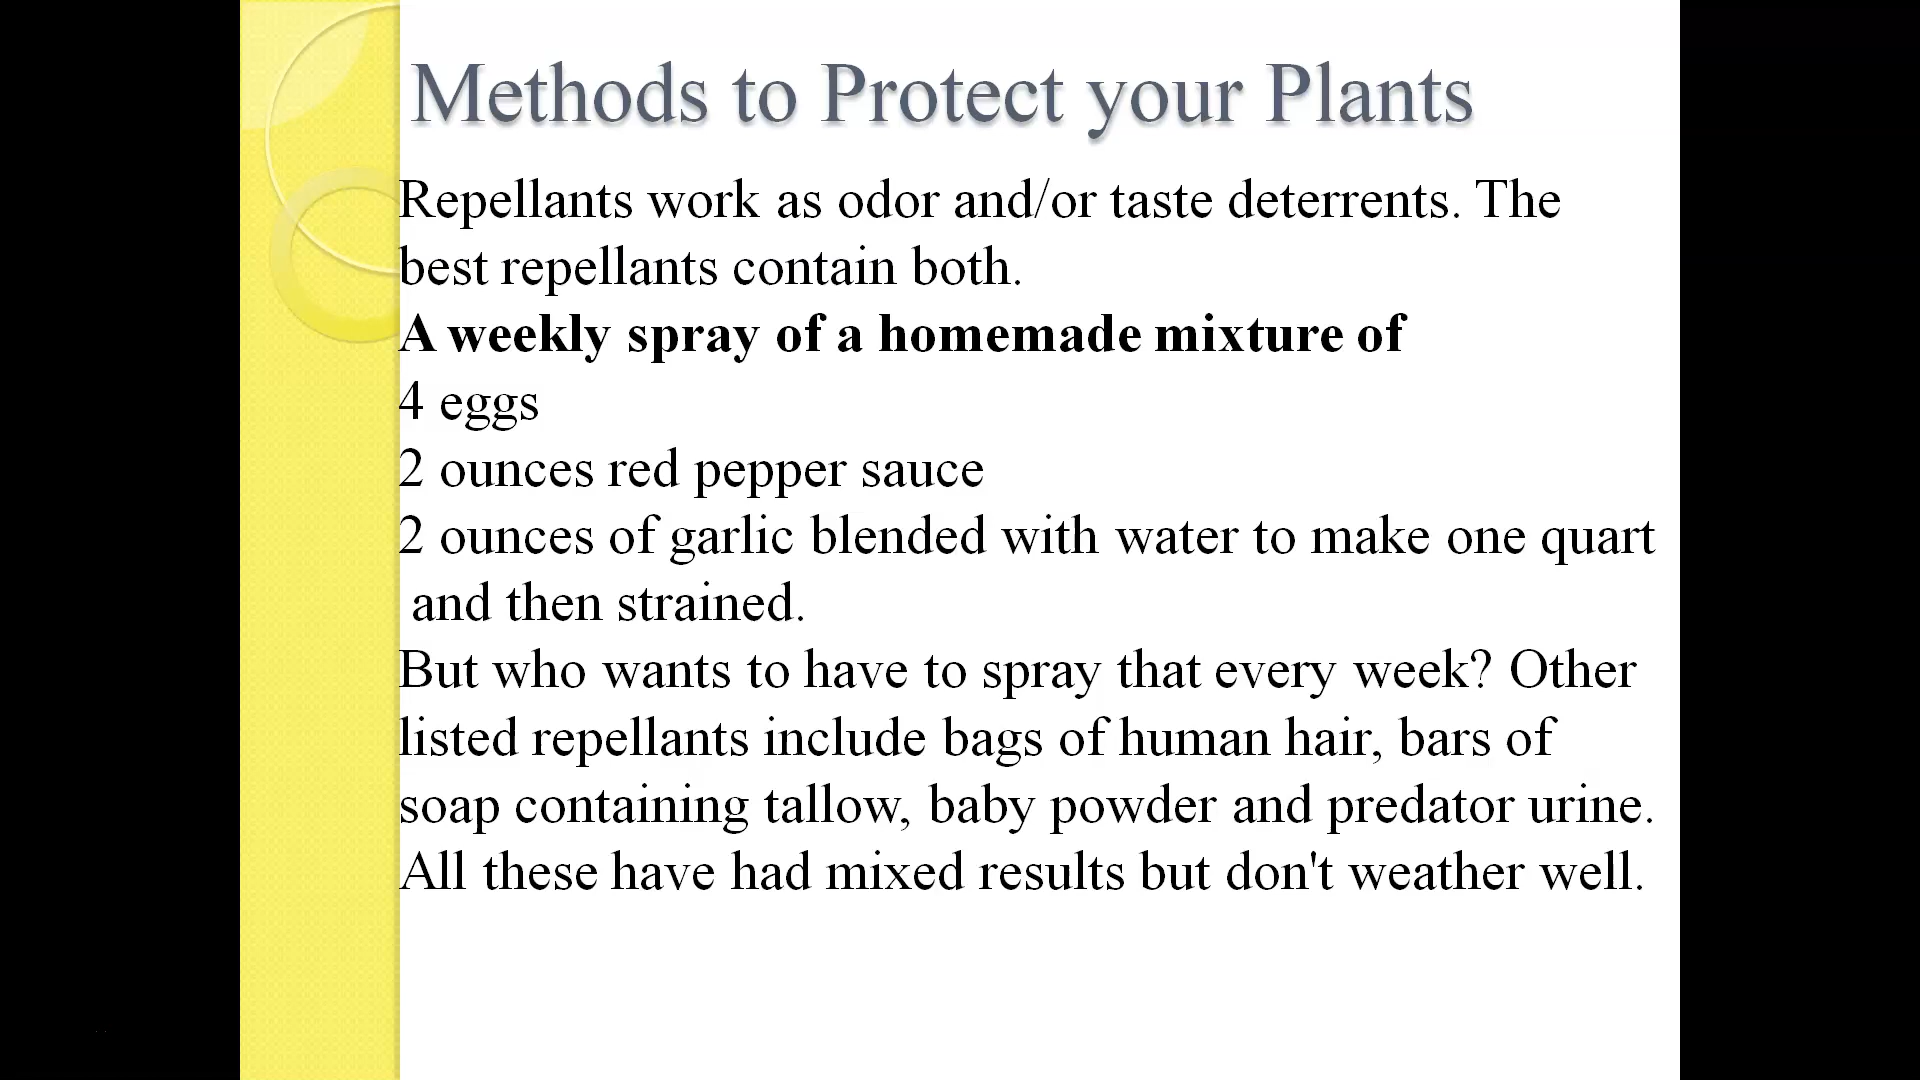 Methods to Protect your Plants
Repellants work as odor and/or taste deterrents. The
best repellants contain both.
A weekly spray of a homemade mixture of
4 eggs
2 ounces red pepper sauce
2 ounces of garlic blended with water to make one quart
and then strained.
But who wants to have to spray that every week? Other
listed repellants include bags of human hair, bars of
soap containing tallow, baby powder and predator urine.
All these have had mixed results but don't weather well.